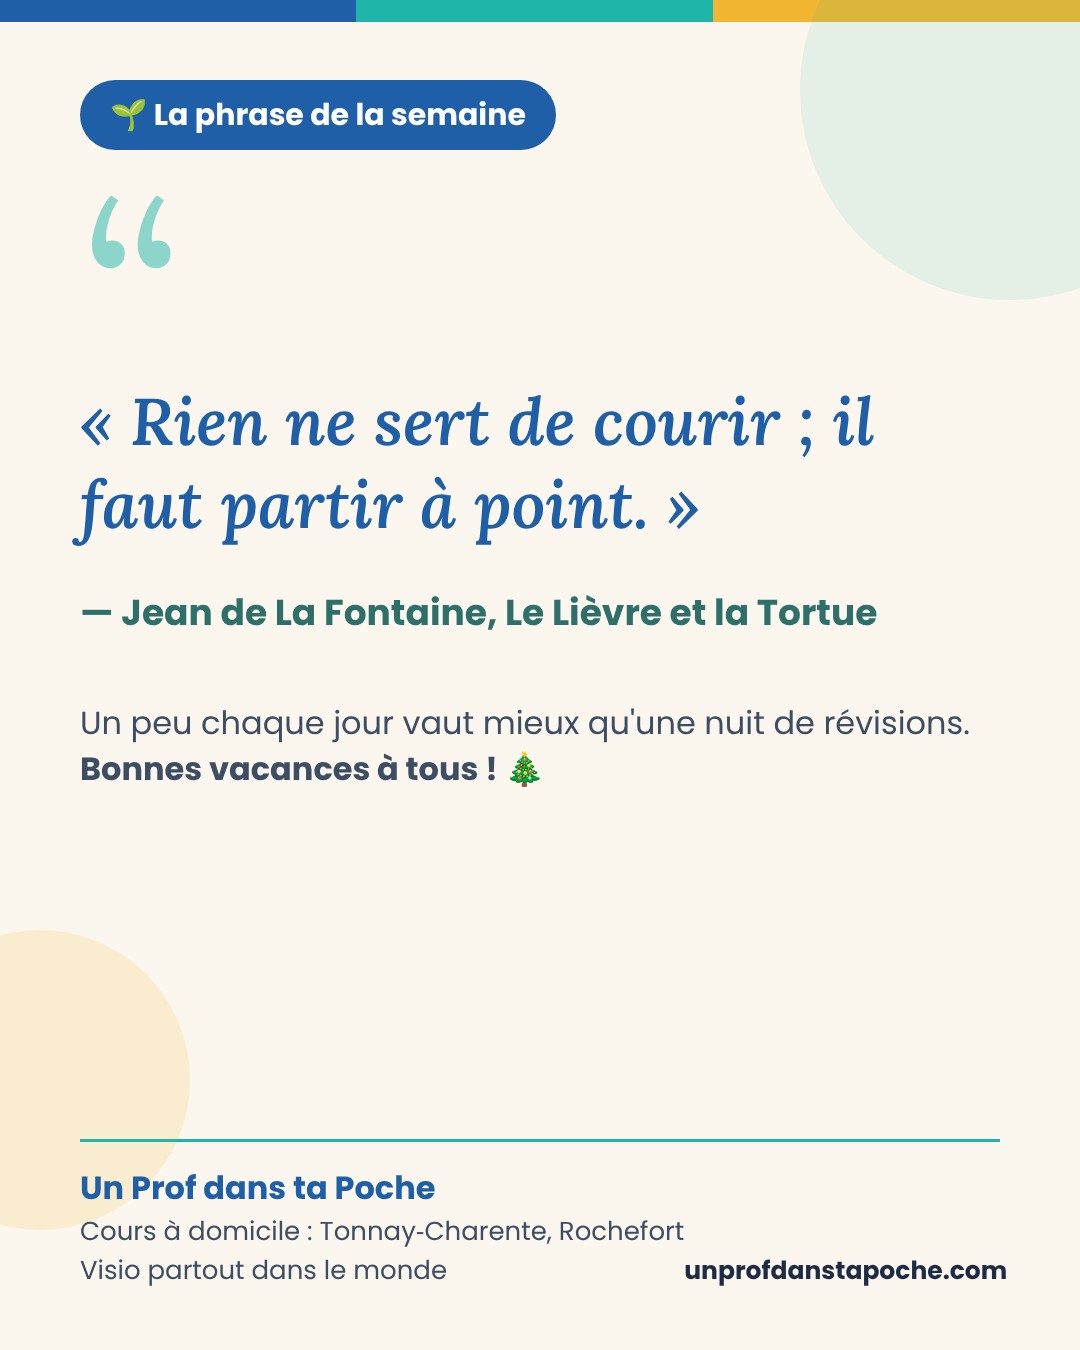 🌱 La phrase de la semaine
“
« Rien ne sert de courir ; il
faut partir à point. »
— Jean de La Fontaine, Le Lièvre et la Tortue
Un peu chaque jour vaut mieux qu'une nuit de révisions.
Bonnes vacances à tous ! 🎄
Un Prof dans ta Poche
Cours à domicile : Tonnay-Charente, Rochefort
Visio partout dans le monde
unprofdanstapoche.com